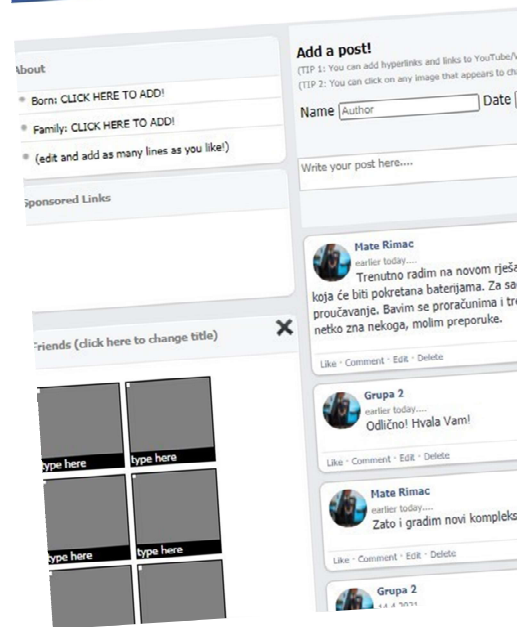 About
Born: CLICK HERE TO ADD!
Family: CLICK HERE TO ADD!
(edit and add as many lines as you like!)
Sponsored Links
Friends (click here to change title)
type here
type here
type here
type here
Add a post!
(TIP 1: You can add hyperlinks and links to
(TIP 2: You can click on any image that appears to
Name Author Date
Write your post here....
Mate Rimac
earlier today....
Trenutno radim na novom
koja će biti pokretana baterijama. Za
proučavanje. Bavim se proračunima i
netko zna nekoga, molim preporuke.
Like · Comment · Edit · Delete
Grupa 2
earlier today....
Odlično! Hvala Vam!
Like · Comment · Edit · Delete
Mate Rimac
earlier today....
Zato i gradim novi
Like · Comment · Edit · Delete
Grupa 2
14.4.2021